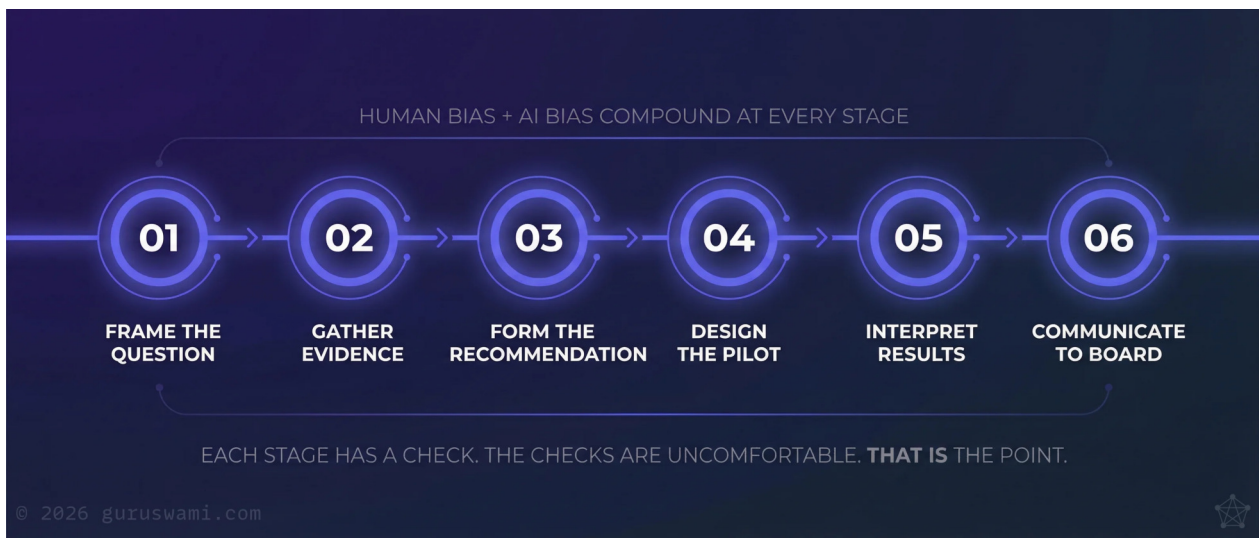 HUMAN BIAS + AI BIAS COMPOUND AT EVERY STAGE
01
02
03
04
05
06
FRAME THE
QUESTION
GATHER
EVIDENCE
FORM THE
RECOMMENDATION
DESIGN
THE PILOT
INTERPRET
RESULTS
COMMUNICATE
TO BOARD
EACH STAGE HAS A CHECK. THE CHECKS ARE UNCOMFORTABLE. THAT IS THE POINT.
© 2026 guruswami.com